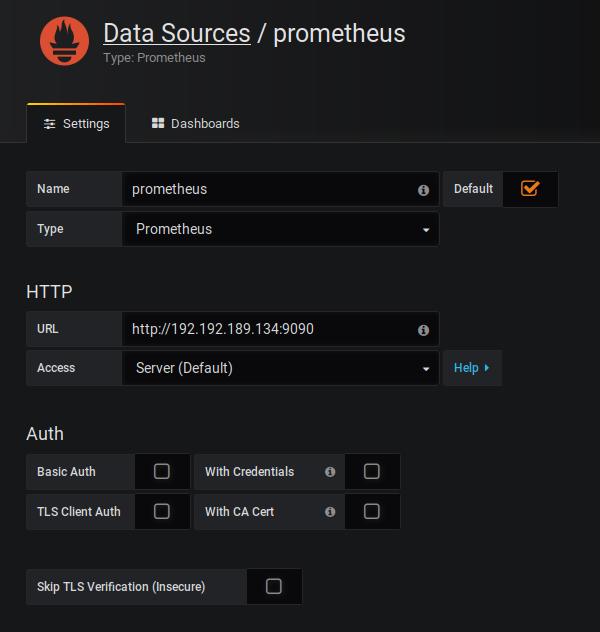 Data Sources / prometheus
Type: Prometheus
Settings Dashboards
Name prometheus Default
Type Prometheus
HTTP
URL http://192.192.189.134:9090
Access Server (Default) Help
Auth
Basic Auth With Credentials
TLS Client Auth With CA Cert
Skip TLS Verification (Insecure)